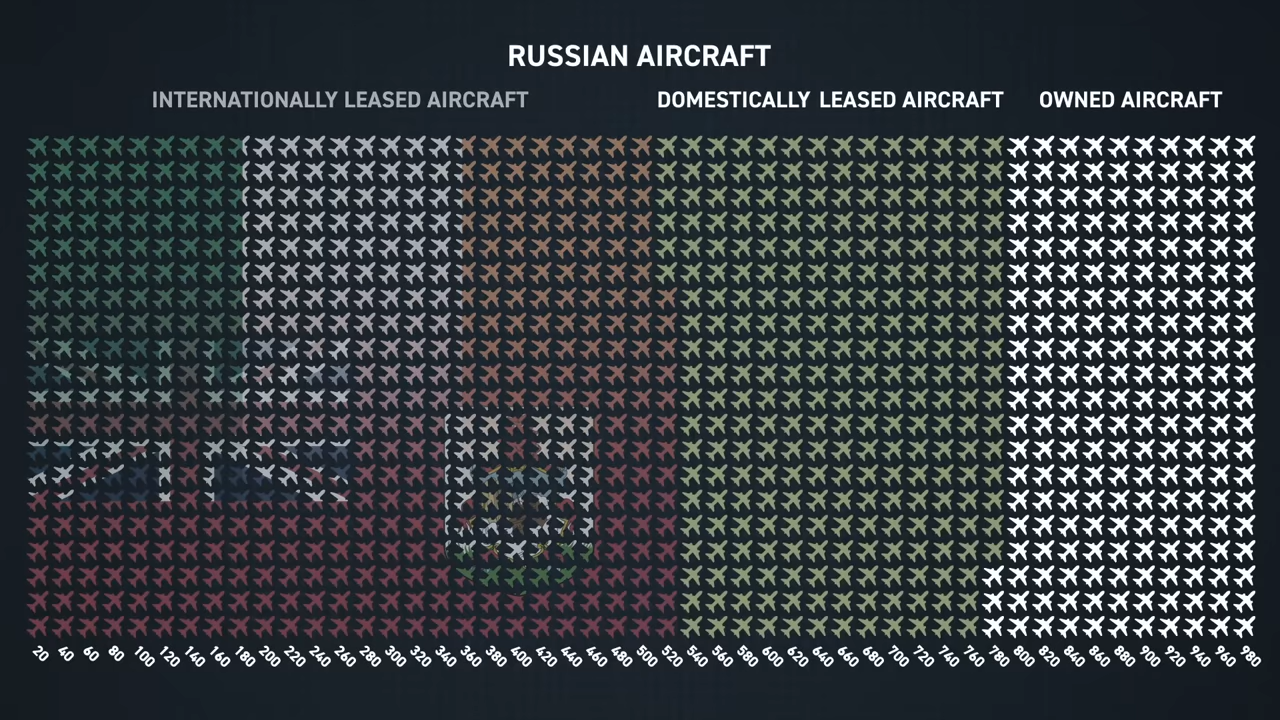 RUSSIAN AIRCRAFT
INTERNATIONALLY LEASED AIRCRAFT DOMESTICALLY LEASED AIRCRAFT OWNED AIRCRAFT
20 40 60 80 100 120 140 160 180 200 220 240 260 280 300 320 340 360 380 400 420 440 460 480 500 520 540 560 580 600 620 640 660 680 700 720 740 760 780 800 820 840 860 880 900 920 940 960 980